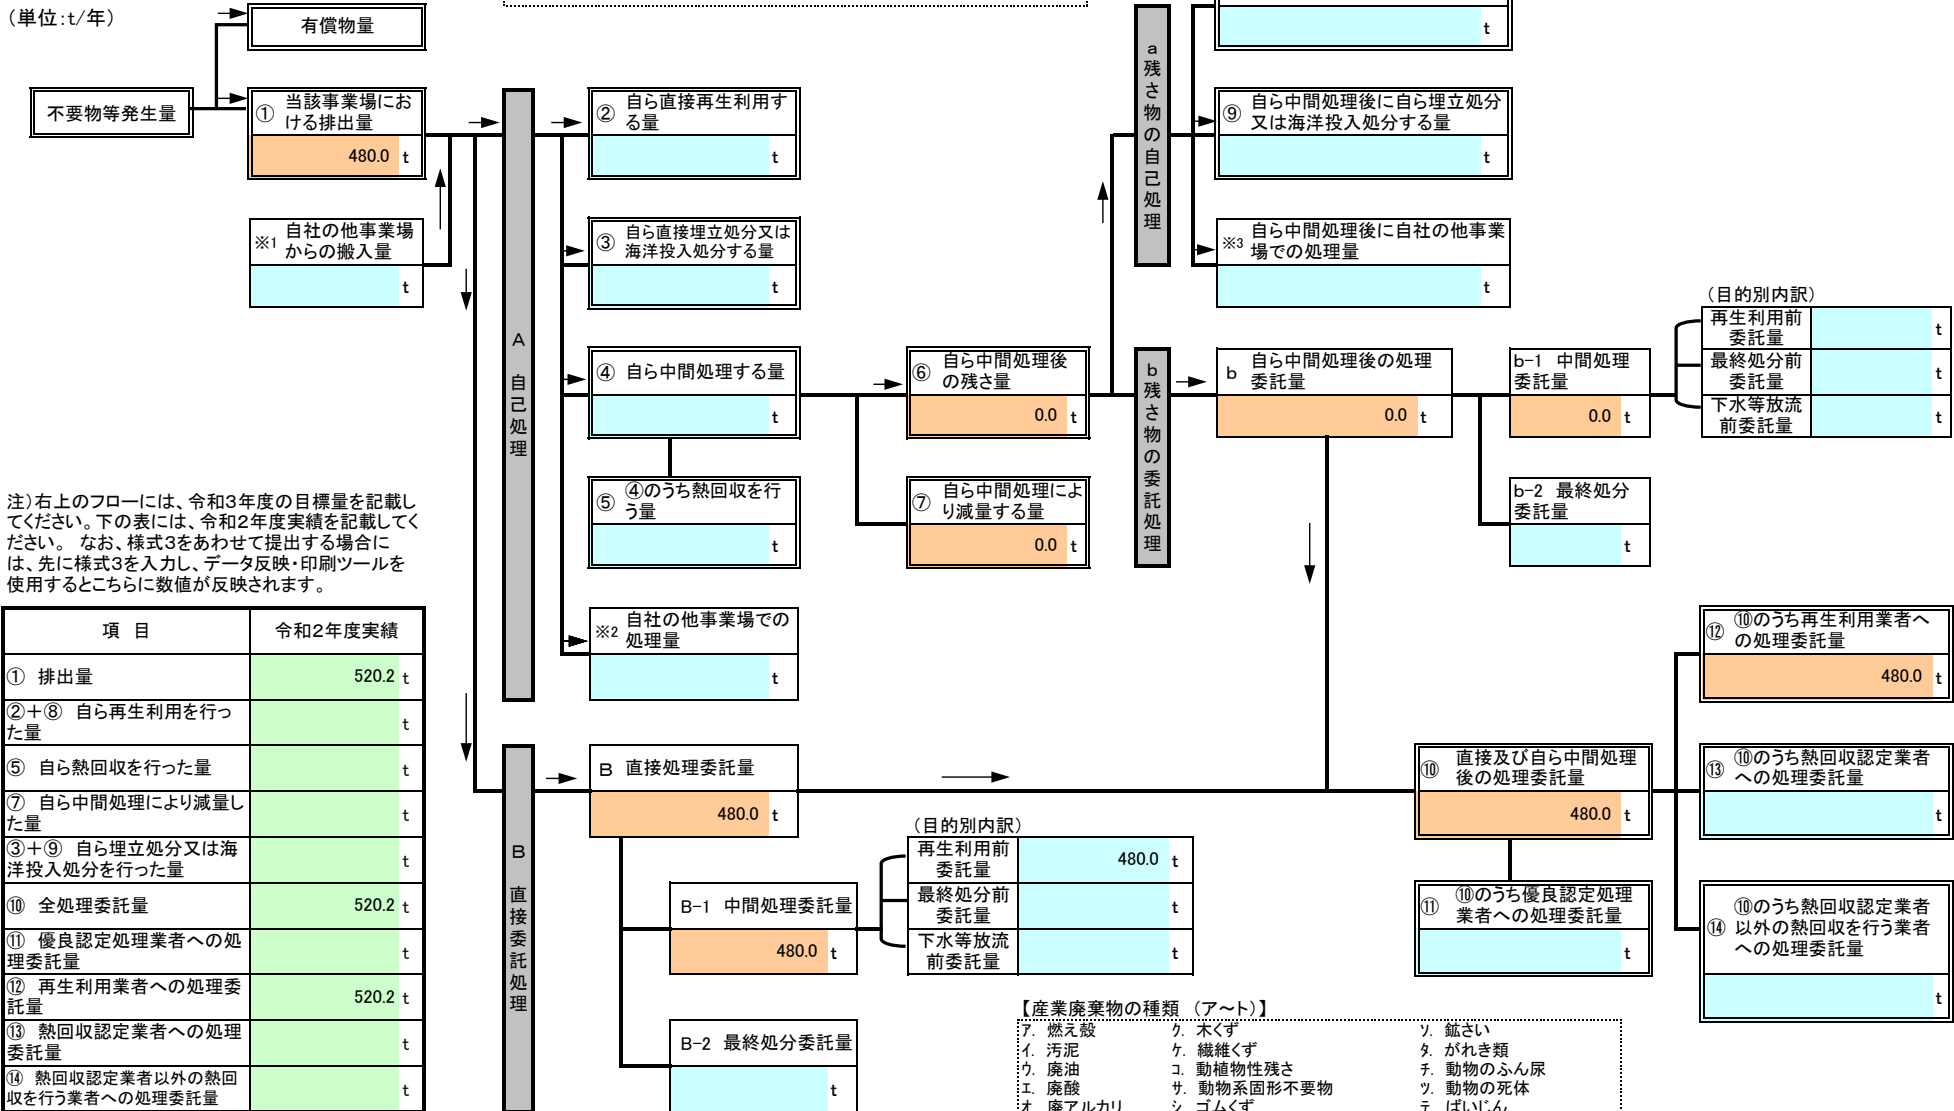 （単位：t/年）
有償物量
不要物等発生量
① 当該事業場にお
ける排出量
480.0 t
※1 自社の他事業場
からの搬入量
t
A 自己処理
② 自ら直接再生利用す
る量
t
③ 自ら直接埋立処分又は
海洋投入処分する量
t
④ 自ら中間処理する量
t
⑤ ④のうち熱回収を行
う量
t
※2 自社の他事業場での
処理量
t
⑥ 自ら中間処理後
の残さ量
0.0 t
⑦ 自ら中間処理によ
り減量する量
0.0 t
a 残さ物の自己処理
t
⑨ 自ら中間処理後に自ら埋立処分
又は海洋投入処分する量
t
※3 自ら中間処理後に自社の他事業
場での処理量
t
b 残さ物の委託処理
b 自ら中間処理後の処理
委託量
0.0 t
b-1 中間処理
委託量
0.0 t
（目的別内訳）
再生利用前
委託量
t
最終処分前
委託量
t
下水等放流
前委託量
t
b-2 最終処分
委託量
t
注）右上のフローには、令和3年度の目標量を記載し
てください。下の表には、令和2年度実績を記載してく
ださい。 なお、様式3をあわせて提出する場合に
は、先に様式3を入力し、データ反映・印刷ツールを
使用するとこちらに数値が反映されます。
項 目 令和2年度実績
① 排出量 520.2 t
②＋⑧ 自ら再生利用を行っ
た量
t
⑤ 自ら熱回収を行った量 t
⑦ 自ら中間処理により減量し
た量
t
③＋⑨ 自ら埋立処分又は海
洋投入処分を行った量
t
⑩ 全処理委託量 520.2 t
⑪ 優良認定処理業者への処
理委託量
t
⑫ 再生利用業者への処理委
託量
520.2 t
⑬ 熱回収認定業者への処理
委託量
t
⑭ 熱回収認定業者以外の熱回
収を行う業者への処理委託量
t
B 直接委託処理
B 直接処理委託量
480.0 t
B-1 中間処理委託量
480.0 t
（目的別内訳）
再生利用前
委託量
480.0 t
最終処分前
委託量
t
下水等放流
前委託量
t
B-2 最終処分委託量
t
⑩ 直接及び自ら中間処理
後の処理委託量
480.0 t
⑪ ⑩のうち優良認定処理
業者への処理委託量
t
⑫ ⑩のうち再生利用業者へ
の処理委託量
480.0 t
⑬ ⑩のうち熱回収認定業者
への処理委託量
t
⑭ ⑩のうち熱回収認定業者
以外の熱回収を行う業者
への処理委託量
t
【産業廃棄物の種類 （ア～ト）】
ア. 燃え殻 ク. 木くず ソ. 鉱さい
イ. 汚泥 ケ. 繊維くず タ. がれき類
ウ. 廃油 コ. 動植物性残さ チ. 動物のふん尿
エ. 廃酸 サ. 動物系固形不要物 ツ. 動物の死体
オ. 廃アルカリ シ. ゴムくず テ. ばいじん